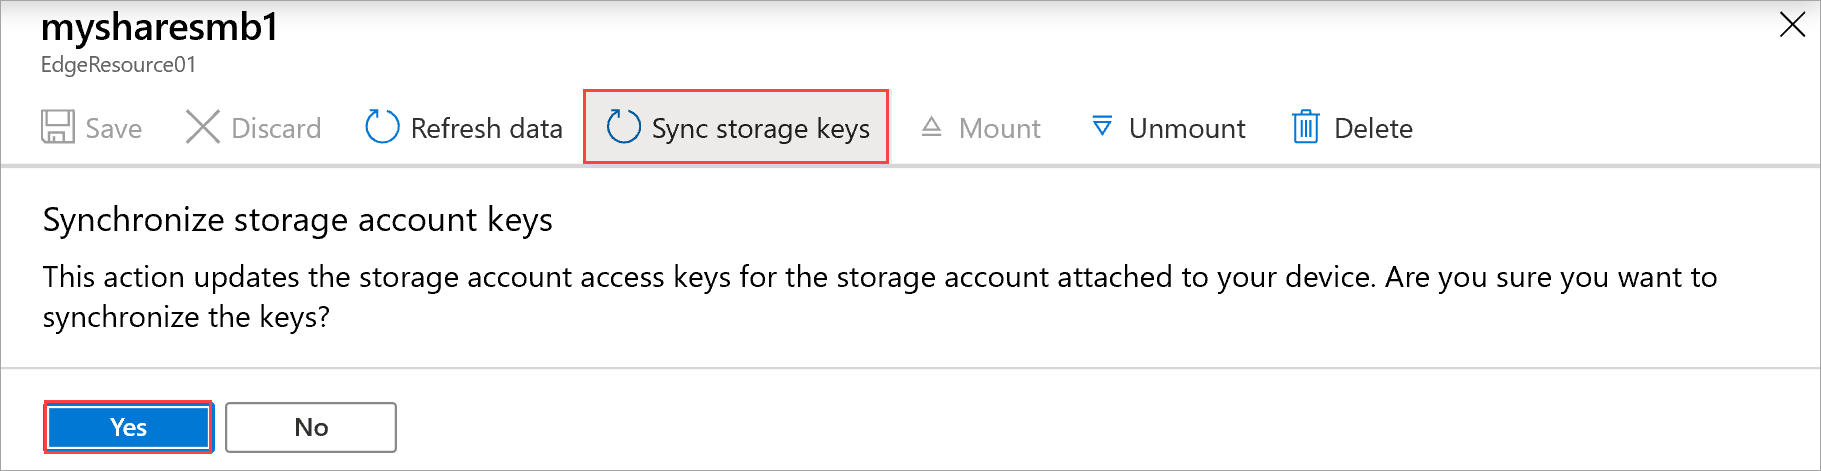 mysharesmb1
EdgeResource01
Save Discard Refresh data Sync storage keys Mount Unmount Delete
Synchronize storage account keys
This action updates the storage account access keys for the storage account attached to your device. Are you sure you want to
synchronize the keys?
Yes No